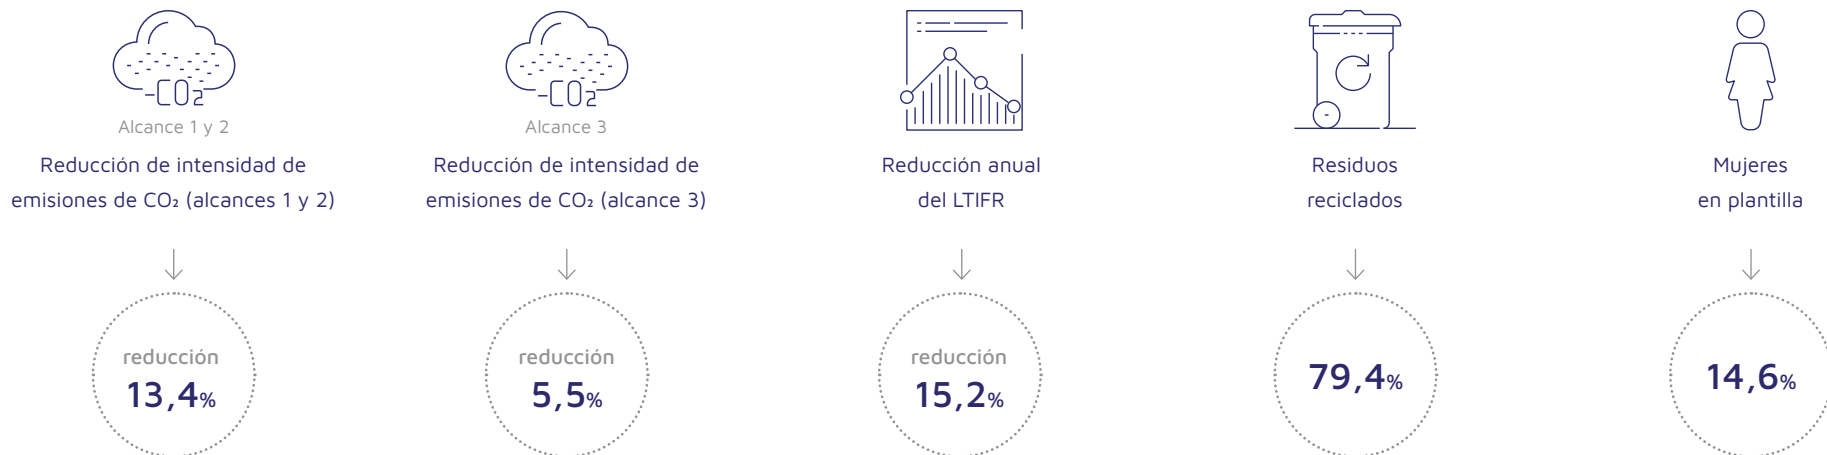 -CO2
Alcance 1 y 2
Reducción de intensidad de
emisiones de CO₂ (alcances 1 y 2)
reducción
13,4%
-CO2
Alcance 3
Reducción de intensidad de
emisiones de CO₂ (alcance 3)
reducción
5,5%
Reducción anual
del LTIFR
reducción
15,2%
Residuos
reciclados
79,4%
Mujeres
en plantilla
14,6%